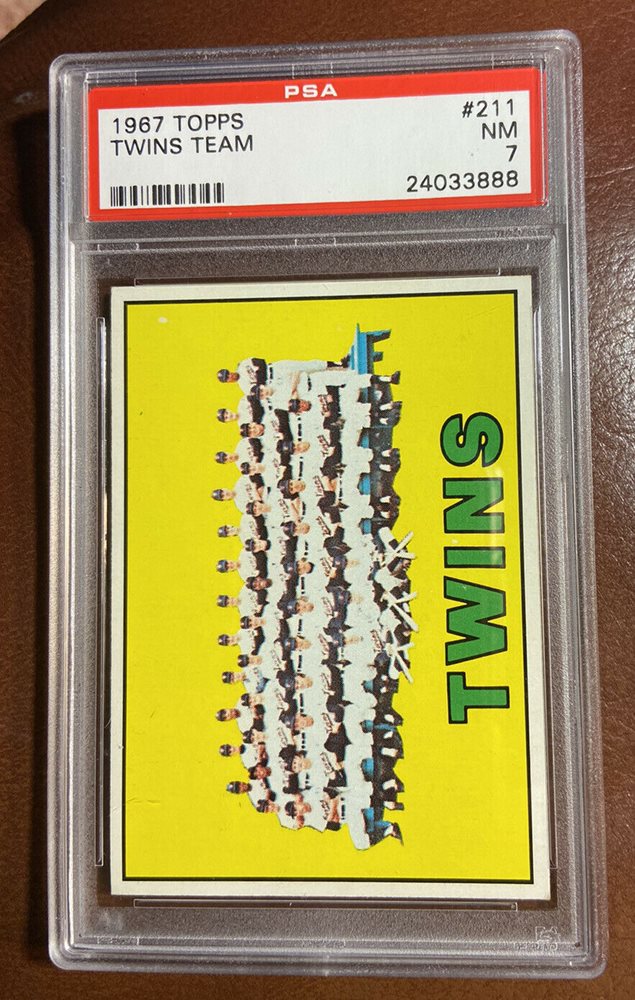 PSA
1967 TOPPS #211
TWINS TEAM NM
7
24033888
TWINS